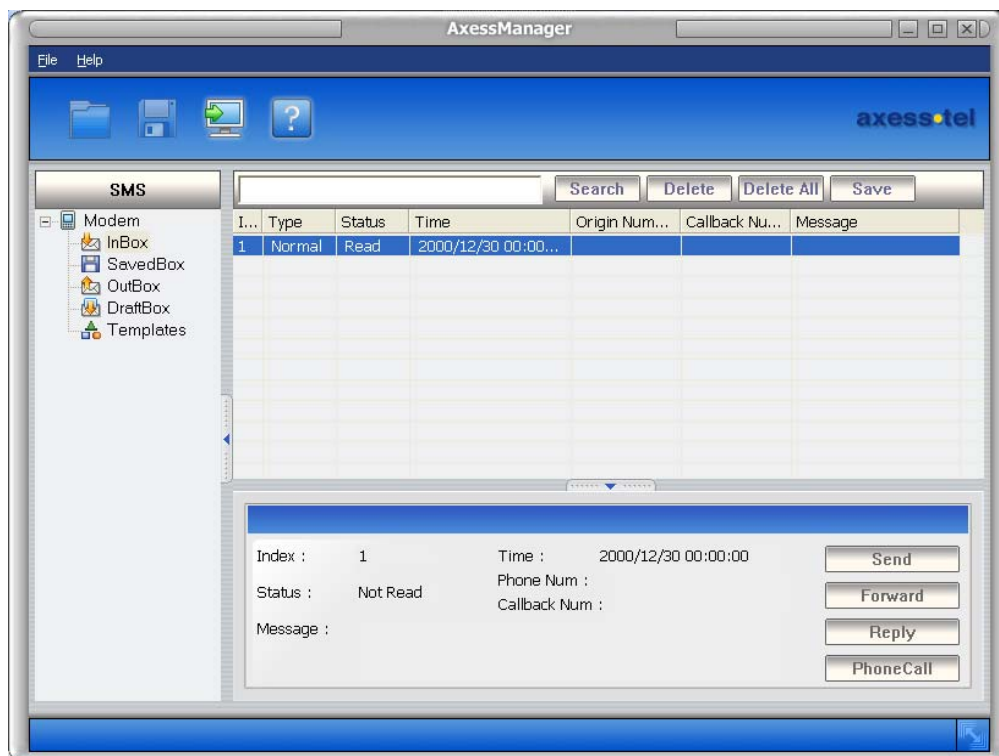 AxessManager
File Help
axesstel
SMS
Search Delete Delete All Save
Modem
InBox
SavedBox
OutBox
DraftBox
Templates
I... Type Status Time Origin Num... Callback Nu... Message
1 Normal Read 2000/12/30 00:00...
Index : 1 Time : 2000/12/30 00:00:00
Phone Num :
Status : Not Read
Callback Num :
Message :
Send
Forward
Reply
PhoneCall